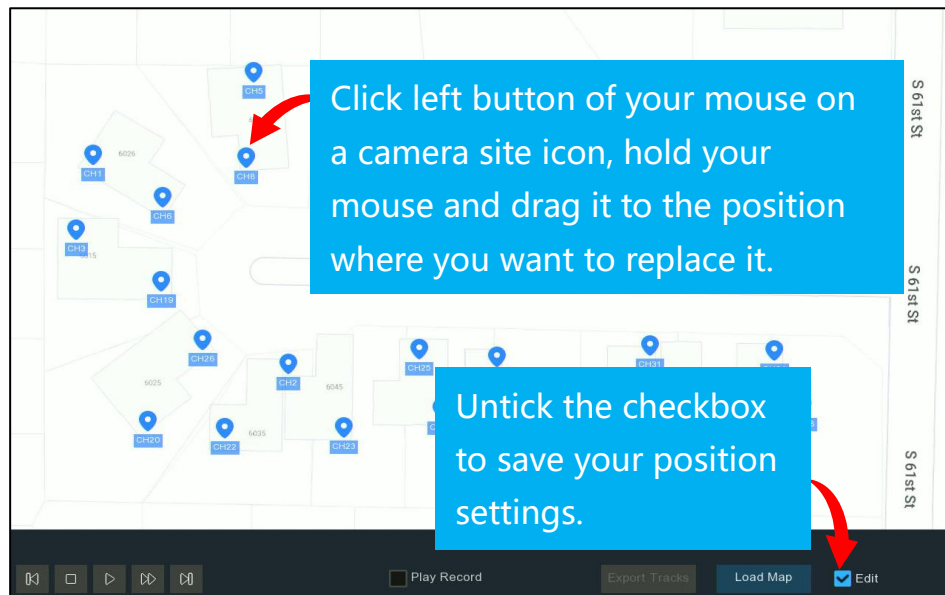 CH5
S 61st St
Click left button of your mouse on
a camera site icon, hold your
mouse and drag it to the position
where you want to replace it.
6026
CH1
CH8
CH6
CH3
6015
CH19
S 61st St
CH26
CH2
CH25
CH31
6025
6045
Untick the checkbox
to save your position
settings.
CH20
CH22
6035
CH23
S 61st St
Play Record
Export Tracks
Load Map
Edit